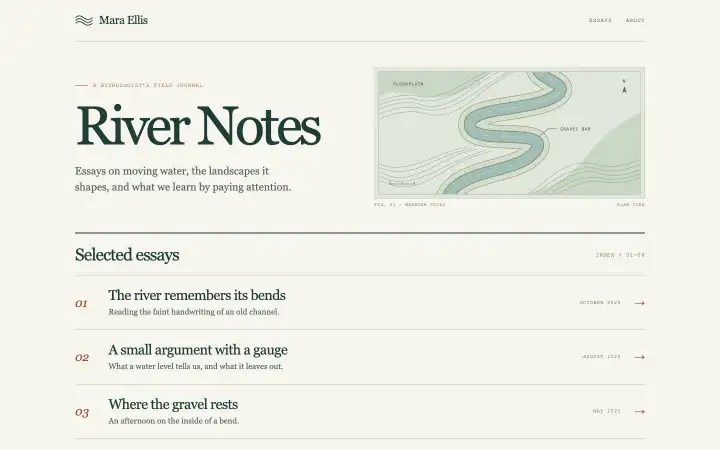 Mara Ellis
ESSAYS ABOUT
A HYDROLOGIST'S FIELD JOURNAL
River Notes
Essays on moving water, the landscapes it
shapes, and what we learn by paying attention.
FLOODPLAIN
N
GRAVEL BAR
FIG. 01 — MEANDER STUDY
PLAN VIEW
Selected essays
INDEX / 01–06
01
The river remembers its bends
Reading the faint handwriting of an old channel.
OCTOBER 2025 →
02
A small argument with a gauge
What a water level tells us, and what it leaves out.
AUGUST 2025 →
03
Where the gravel rests
An afternoon on the inside of a bend.
MAY 2025 →